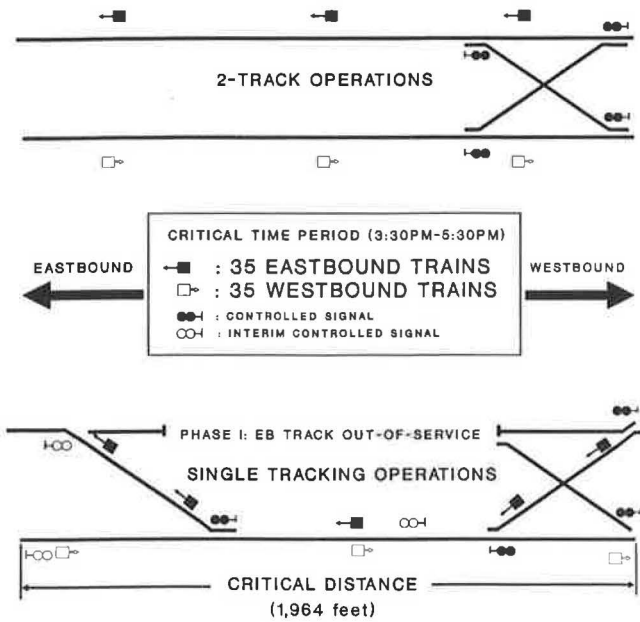 2-TRACK OPERATIONS
CRITICAL TIME PERIOD (3:30PM-5:30PM)
: 35 EASTBOUND TRAINS
: 35 WESTBOUND TRAINS
: CONTROLLED SIGNAL
: INTERIM CONTROLLED SIGNAL
EASTBOUND
WESTBOUND
PHASE I: EB TRACK OUT-OF-SERVICE
SINGLE TRACKING OPERATIONS
CRITICAL DISTANCE
(1,964 feet)